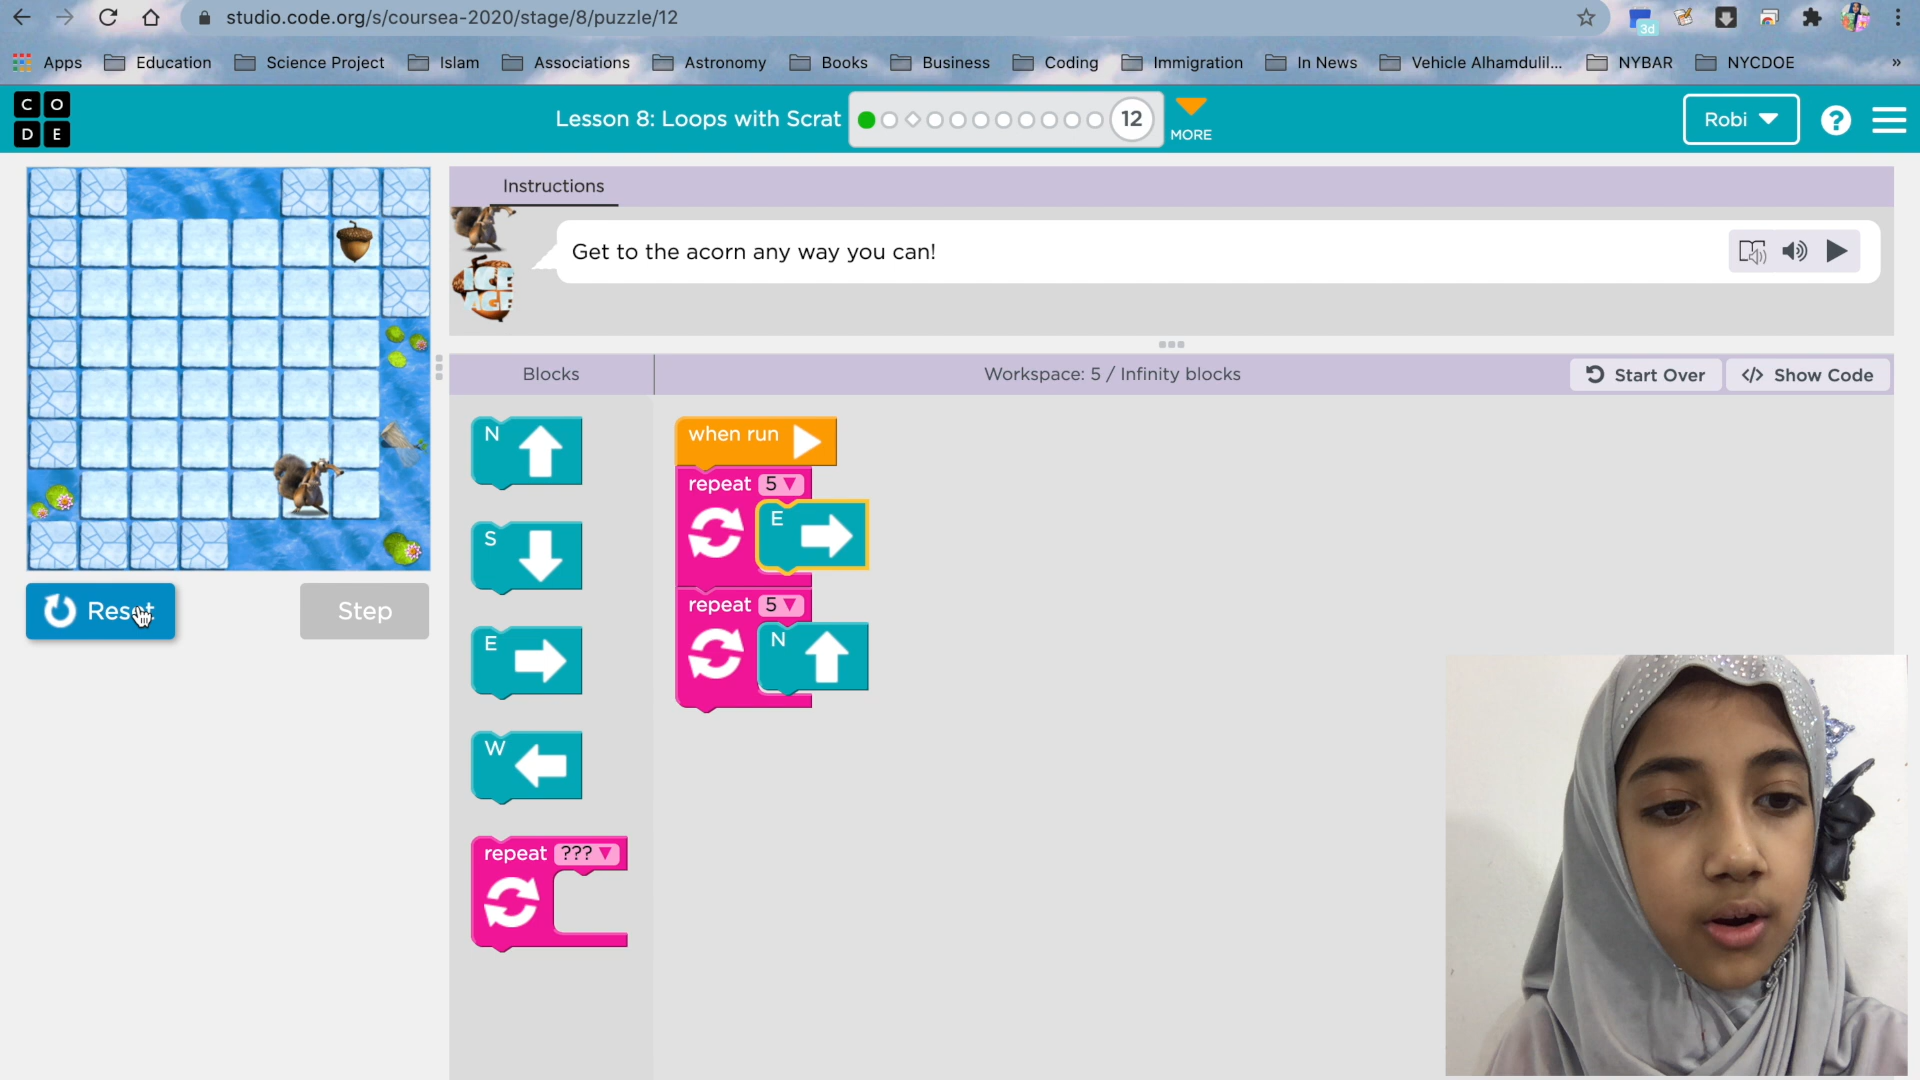 studio.code.org/s/coursea-2020/stage/8/puzzle/12
3d
Apps Education Science Project Islam Associations Astronomy Books Business Coding Immigration In News Vehicle Alhamdulil... NYBAR NYCDOE »
C O
D E
Lesson 8: Loops with Scrat
12
MORE
Robi
?
Instructions
Get to the acorn any way you can!
ICE
AGE
Blocks
Workspace: 5 / Infinity blocks
Start Over
</> Show Code
N
S
E
W
repeat ???
when run
repeat 5
E
repeat 5
N
Reset
Step